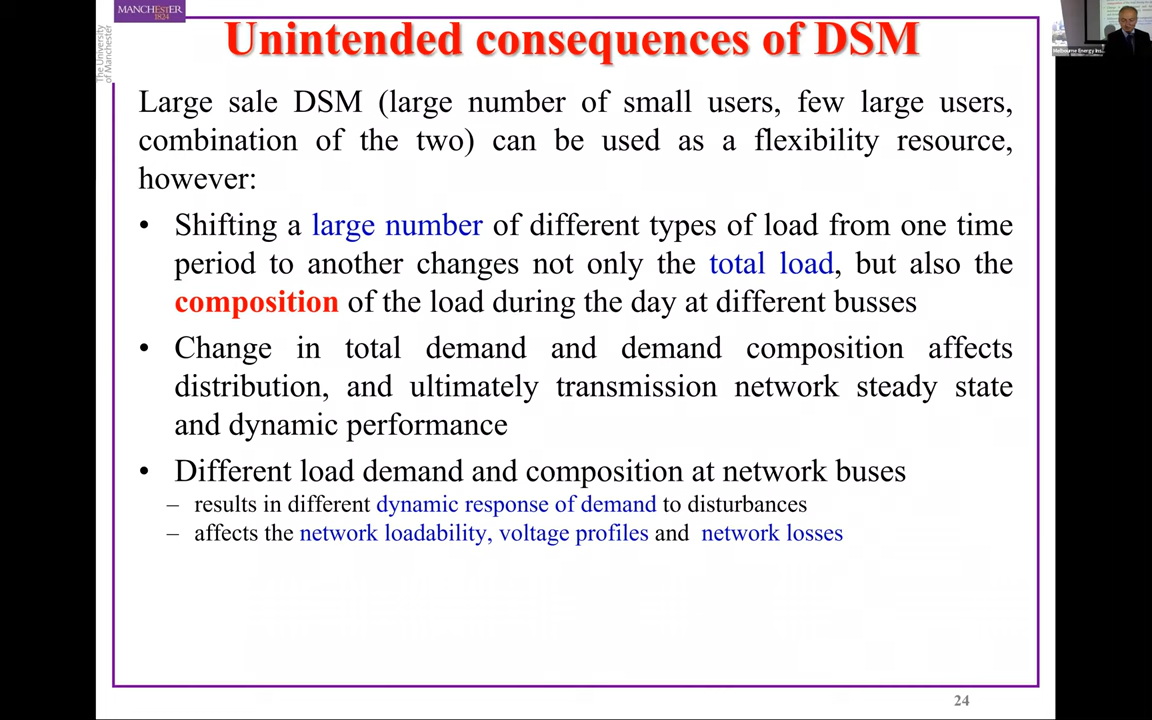 MANCHESTER
1824
The University
of Manchester
Unintended consequences of DSM
Large sale DSM (large number of small users, few large users,
combination of the two) can be used as a flexibility resource,
however:
• Shifting a large number of different types of load from one time
period to another changes not only the total load, but also the
composition of the load during the day at different busses
• Change in total demand and demand composition affects
distribution, and ultimately transmission network steady state
and dynamic performance
• Different load demand and composition at network buses
– results in different dynamic response of demand to disturbances
– affects the network loadability, voltage profiles and network losses
24
Melbourne Energy Ins